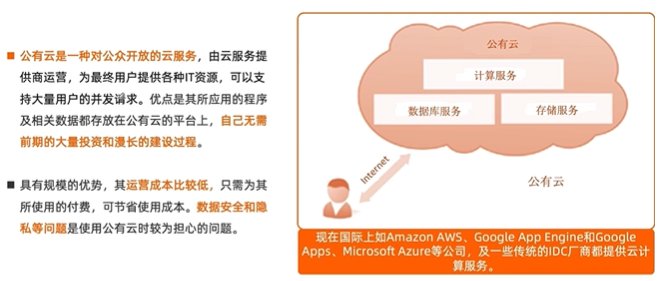 公有云是一种对公众开放的云服务，由云服务提
供商运营，为最终用户提供各种IT资源，可以支
持大量用户的并发请求。优点是其所应用的程序
及相关数据都存放在公有云的平台上，自己无需
前期的大量投资和漫长的建设过程。
具有规模的优势，其运营成本比较低，只需为其
所使用的付费，可节省使用成本。数据安全和隐
私等问题是使用公有云时较为担心的问题。
公有云
计算服务
数据库服务
存储服务
Internet
公有云
现在国际上如Amazon AWS、Google App Engine和Google
Apps、Microsoft Azure等公司，及一些传统的IDC厂商都提供云计
算服务。